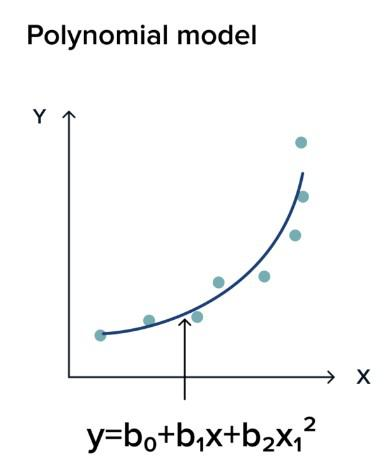 Polynomial model
Y
X
y=b₀+b₁x+b₂x₁²